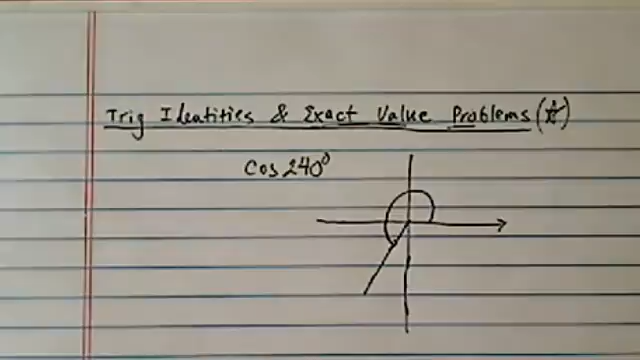 Trig Identities & Exact Value Problems
cos 240°